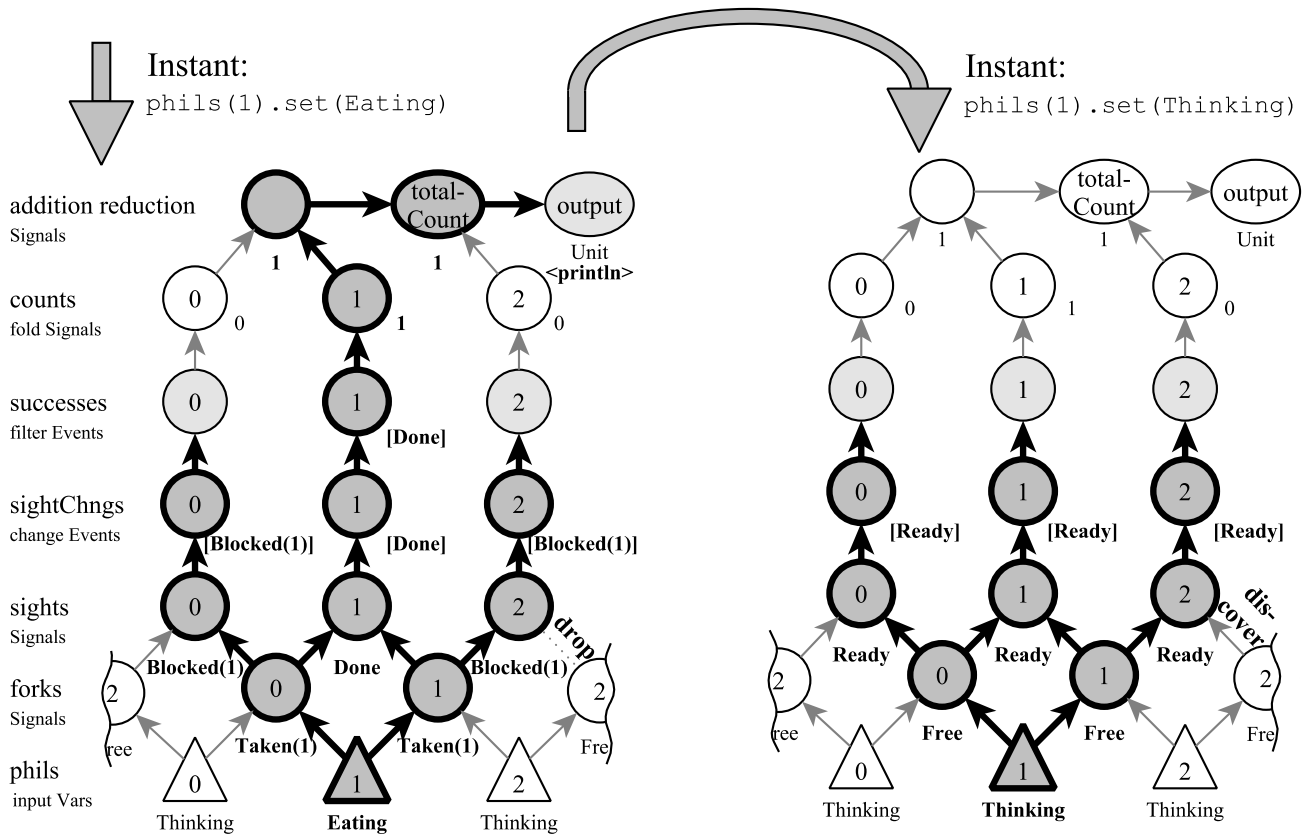 Instant:
phils(1).set(Eating)
Instant:
phils(1).set(Thinking)
addition reduction
Signals
total-
Count
output
1
1
Unit
<println>
total-
Count
output
1
1
Unit
counts
fold Signals
0
0
1
1
2
0
0
0
1
1
2
0
successes
filter Events
0
1
[Done]
2
0
1
2
sightChngs
change Events
0
[Blocked(1)]
1
[Done]
2
[Blocked(1)]
0
[Ready]
1
[Ready]
2
[Ready]
sights
Signals
0
1
2
drop
0
1
2
dis-
cover
Blocked(1)
Done
Blocked(1)
Ready
Ready
Ready
forks
Signals
2
ree
0
Taken(1)
1
Taken(1)
2
Fre
2
ree
0
Free
1
Free
2
Fre
phils
input Vars
0
Thinking
1
Eating
2
Thinking
0
Thinking
1
Thinking
2
Thinking